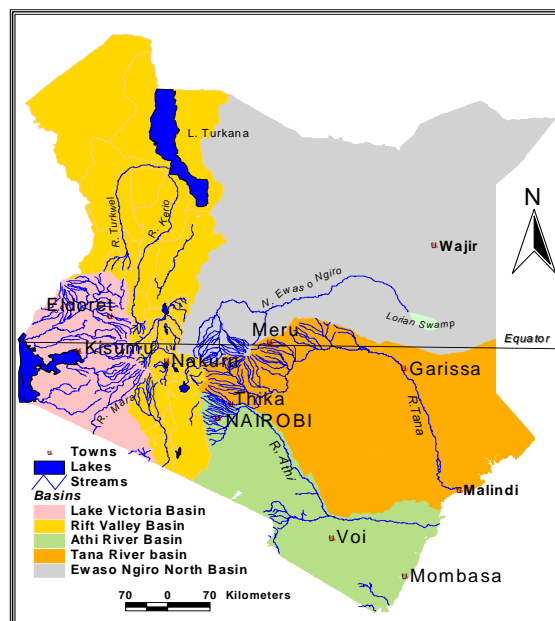 L. Turkana
N
R. Turkwel
R. Kerio
Wajir
N. Ewaso Ngiro
Eldoret
Lorian Swamp
Meru
Equator
Kisumu
Nakuru
Garissa
R. Mara
Thika
NAIROBI
R.Tana
R. Athi
Towns
Lakes
Streams
Basins
Malindi
Lake Victoria Basin
Rift Valley Basin
Athi River Basin
Tana River basin
Ewaso Ngiro North Basin
Voi
Mombasa
70 0 70 Kilometers